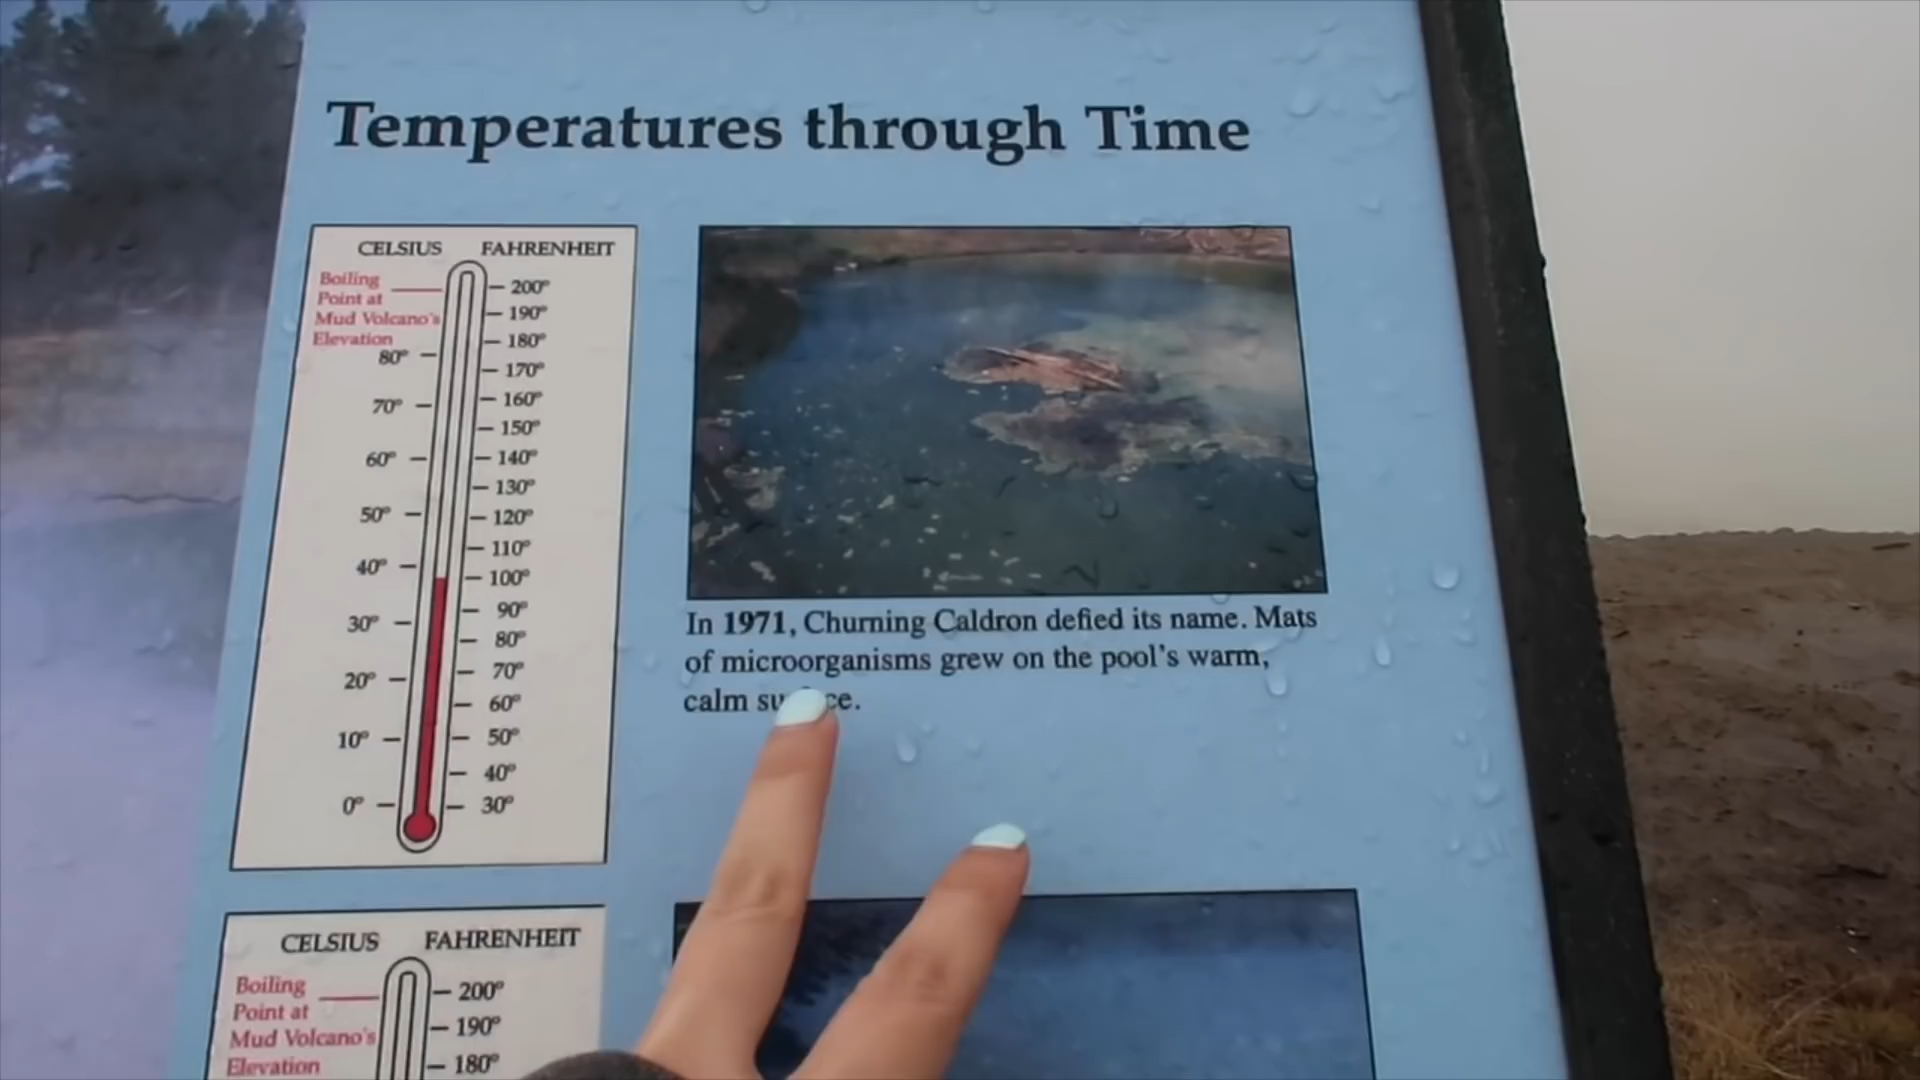 Temperatures through Time
CELSIUS FAHRENHEIT
Boiling
Point at
Mud Volcano's
Elevation
200°
190°
180°
80°
170°
160°
70°
150°
140°
60°
130°
120°
50°
110°
100°
40°
90°
30°
80°
70°
20°
60°
50°
10°
40°
30°
0°
In 1971, Churning Caldron defied its name. Mats
of microorganisms grew on the pool's warm,
calm
CELSIUS FAHRENHEIT
Boiling
Point at
Mud Volcano's
Elevation
200°
190°
180°